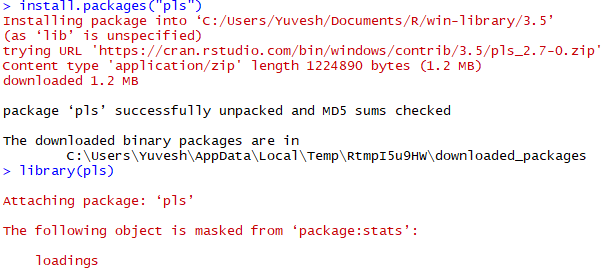 > install.packages("pls")
Installing package into ‘C:/Users/Yuvesh/Documents/R/win-library/3.5’
(as ‘lib’ is unspecified)
trying URL 'https://cran.rstudio.com/bin/windows/contrib/3.5/pls_2.7-0.zip'
Content type 'application/zip' length 1224890 bytes (1.2 MB)
downloaded 1.2 MB
package ‘pls’ successfully unpacked and MD5 sums checked
The downloaded binary packages are in
C:\Users\Yuvesh\AppData\Local\Temp\RtmpI5u9HW\downloaded_packages
> library(pls)
Attaching package: ‘pls’
The following object is masked from ‘package:stats’:
loadings